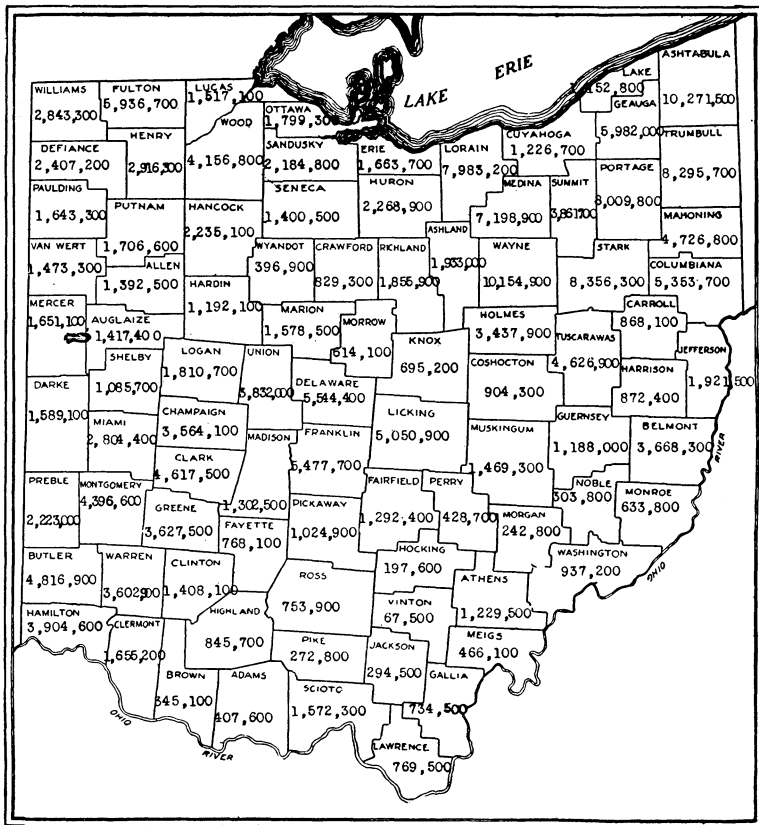 LAKE ERIE
ASHTABULA
10,271,500
LAKE
1,152,800
GEAUGA
5,982,000
WILLIAMS
2,843,300
FULTON
5,936,700
LUCAS
1,517,100
WOOD
4,156,800
OTTAWA
1,799,300
HENRY
2,916,300
DEFIANCE
2,407,200
SANDUSKY
2,184,800
ERIE
1,663,700
LORAIN
7,983,200
CUYAHOGA
1,226,700
TRUMBULL
8,295,700
PAULDING
1,643,300
PUTNAM
1,706,600
HANCOCK
2,235,100
SENECA
1,400,500
HURON
2,268,900
MEDINA
7,198,900
SUMMIT
3,861,700
PORTAGE
8,009,800
MAHONING
4,726,800
VAN WERT
1,473,300
ALLEN
1,392,500
WYANDOT
396,900
CRAWFORD
829,300
RICHLAND
1,855,900
ASHLAND
1,933,000
WAYNE
10,154,900
STARK
8,356,300
COLUMBIANA
5,353,700
MERCER
1,651,100
AUGLAIZE
1,417,400
HARDIN
1,192,100
MARION
1,578,500
MORROW
614,100
KNOX
695,200
HOLMES
3,437,900
TUSCARAWAS
4,626,900
CARROLL
868,100
JEFFERSON
1,921,500
SHELBY
1,085,700
LOGAN
1,810,700
UNION
3,832,000
DELAWARE
5,544,400
COSHOCTON
904,300
HARRISON
872,400
DARKE
1,589,100
MIAMI
2,804,400
CHAMPAIGN
3,564,100
CLARK
4,617,500
MADISON
1,302,500
FRANKLIN
5,477,700
LICKING
5,050,900
MUSKINGUM
1,469,300
GUERNSEY
1,188,000
BELMONT
3,668,300
PREBLE
2,223,000
MONTGOMERY
4,396,600
GREENE
3,627,500
FAYETTE
768,100
PICKAWAY
1,024,900
FAIRFIELD
1,292,400
PERRY
428,700
MORGAN
242,800
NOBLE
303,800
MONROE
633,800
BUTLER
4,816,900
WARREN
3,602,900
CLINTON
1,408,100
ROSS
753,900
HOCKING
197,600
ATHENS
1,229,500
WASHINGTON
937,200
HAMILTON
3,904,600
CLERMONT
1,655,200
HIGHLAND
845,700
PIKE
272,800
VINTON
67,500
JACKSON
294,500
MEIGS
466,100
BROWN
345,100
ADAMS
407,600
SCIOTO
1,572,300
GALLIA
734,500
LAWRENCE
769,500
OHIO
RIVER
OHIO
RIVER